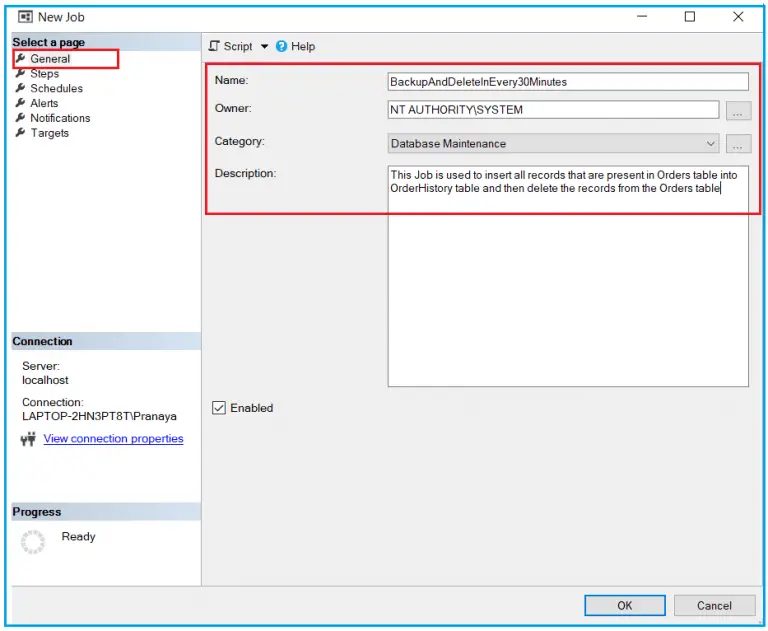 New Job
Select a page
General
Steps
Schedules
Alerts
Notifications
Targets
Script
Help
Name:
BackupAndDeleteInEvery30Minutes
Owner:
NT AUTHORITY\SYSTEM
...
Category:
Database Maintenance
...
Description:
This Job is used to insert all records that are present in Orders table into
OrderHistory table and then delete the records from the Orders table
Enabled
Connection
Server:
localhost
Connection:
LAPTOP-2HN3PT8T\Pranaya
View connection properties
Progress
Ready
OK
Cancel